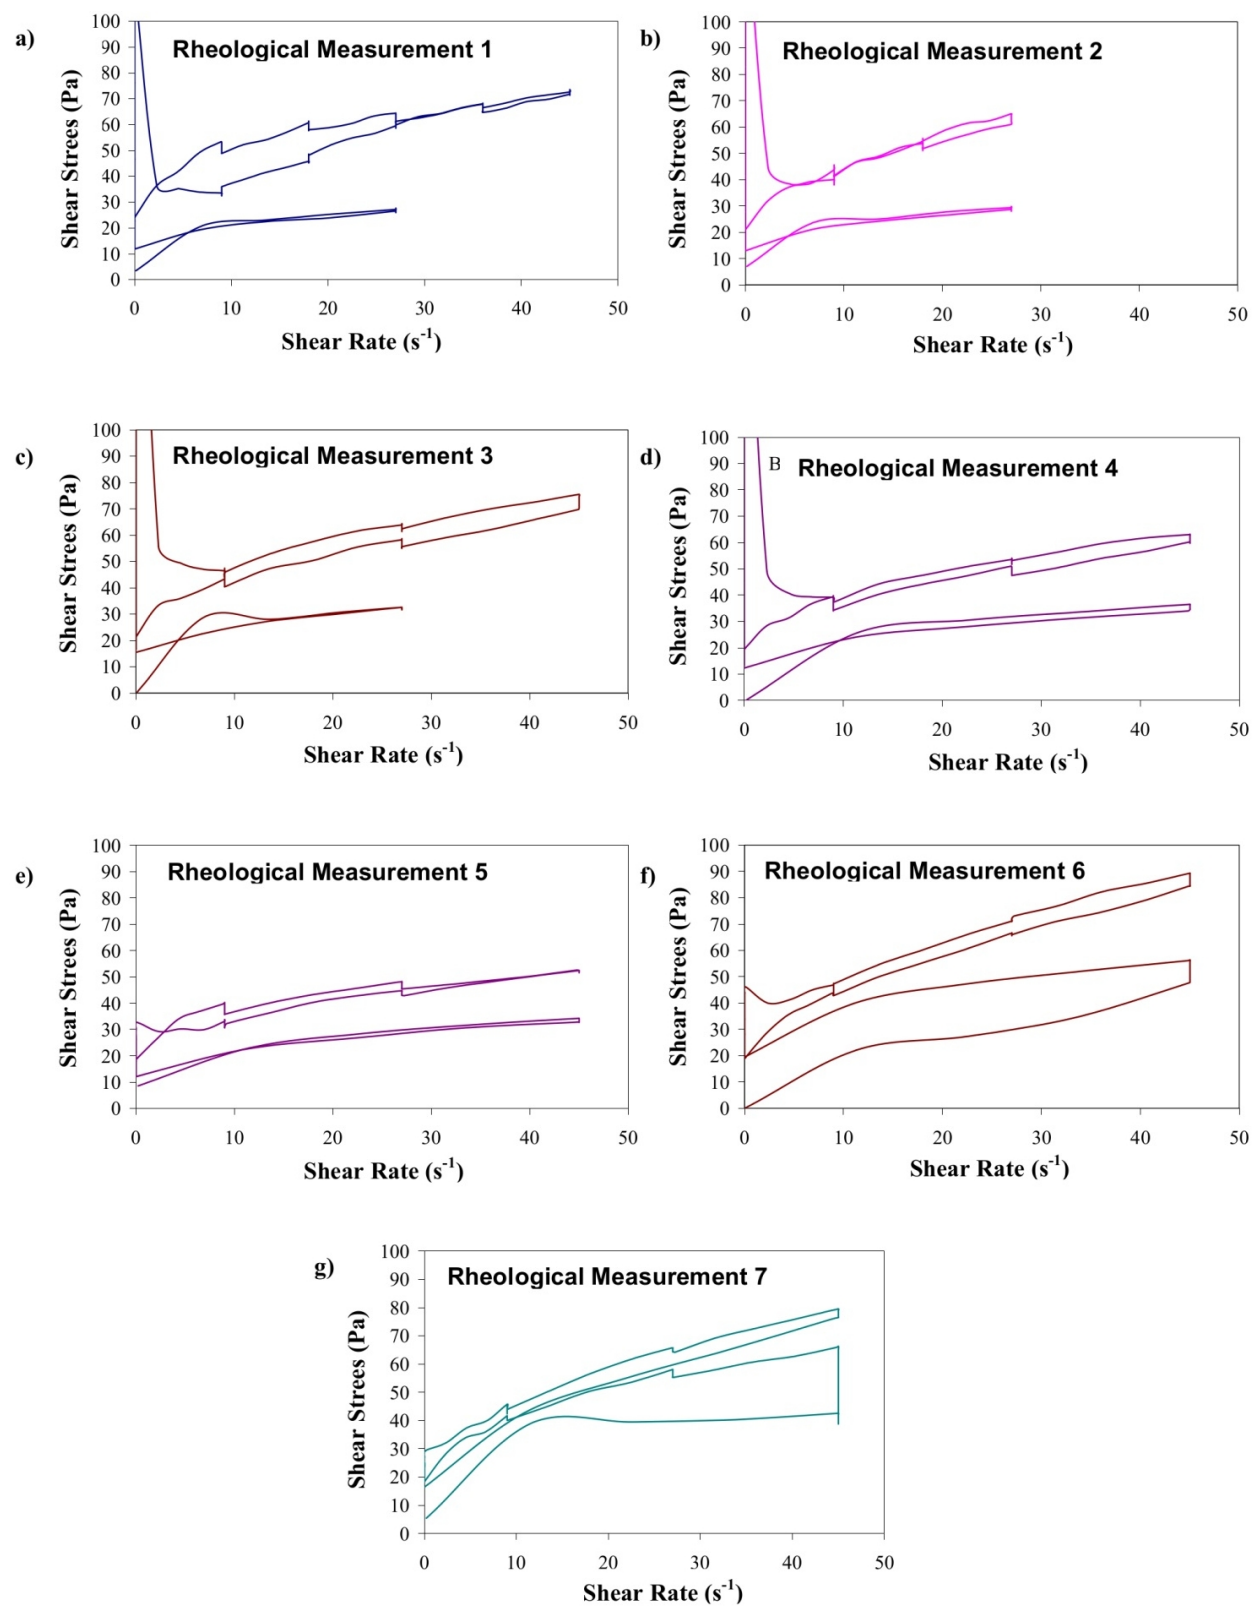 a)
Rheological Measurement 1
Shear Strees (Pa)
100
90
80
70
60
50
40
30
20
10
0
0 10 20 30 40 50
Shear Rate (s-1)
b)
Rheological Measurement 2
Shear Strees (Pa)
100
90
80
70
60
50
40
30
20
10
0
0 10 20 30 40 50
Shear Rate (s-1)
c)
Rheological Measurement 3
Shear Strees (Pa)
100
90
80
70
60
50
40
30
20
10
0
0 10 20 30 40 50
Shear Rate (s-1)
d)
B
Rheological Measurement 4
Shear Strees (Pa)
100
90
80
70
60
50
40
30
20
10
0
0 10 20 30 40 50
Shear Rate (s-1)
e)
Rheological Measurement 5
Shear Strees (Pa)
100
90
80
70
60
50
40
30
20
10
0
0 10 20 30 40 50
Shear Rate (s-1)
f)
Rheological Measurement 6
Shear Strees (Pa)
100
90
80
70
60
50
40
30
20
10
0
0 10 20 30 40 50
Shear Rate (s-1)
g)
Rheological Measurement 7
Shear Strees (Pa)
100
90
80
70
60
50
40
30
20
10
0
0 10 20 30 40 50
Shear Rate (s-1)